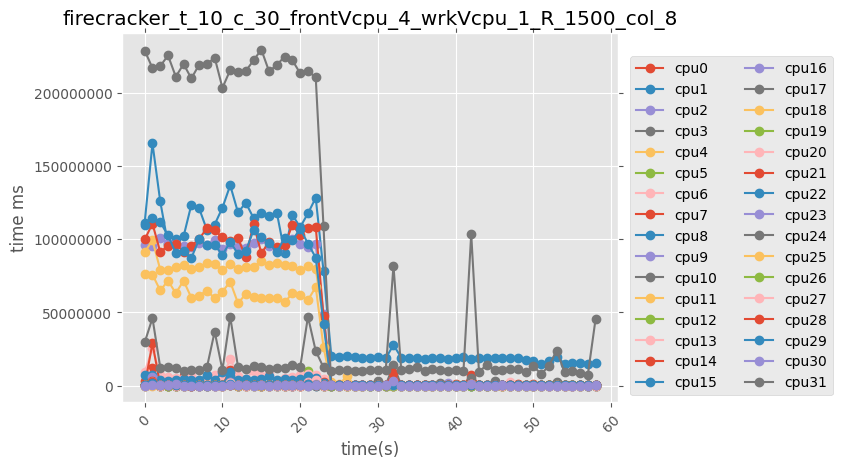 firecracker_t_10_c_30_frontVcpu_4_wrkVcpu_1_R_1500_col_8
time ms
200000000
150000000
100000000
50000000
0
0
10
20
30
40
50
60
time(s)
cpu0
cpu1
cpu2
cpu3
cpu4
cpu5
cpu6
cpu7
cpu8
cpu9
cpu10
cpu11
cpu12
cpu13
cpu14
cpu15
cpu16
cpu17
cpu18
cpu19
cpu20
cpu21
cpu22
cpu23
cpu24
cpu25
cpu26
cpu27
cpu28
cpu29
cpu30
cpu31